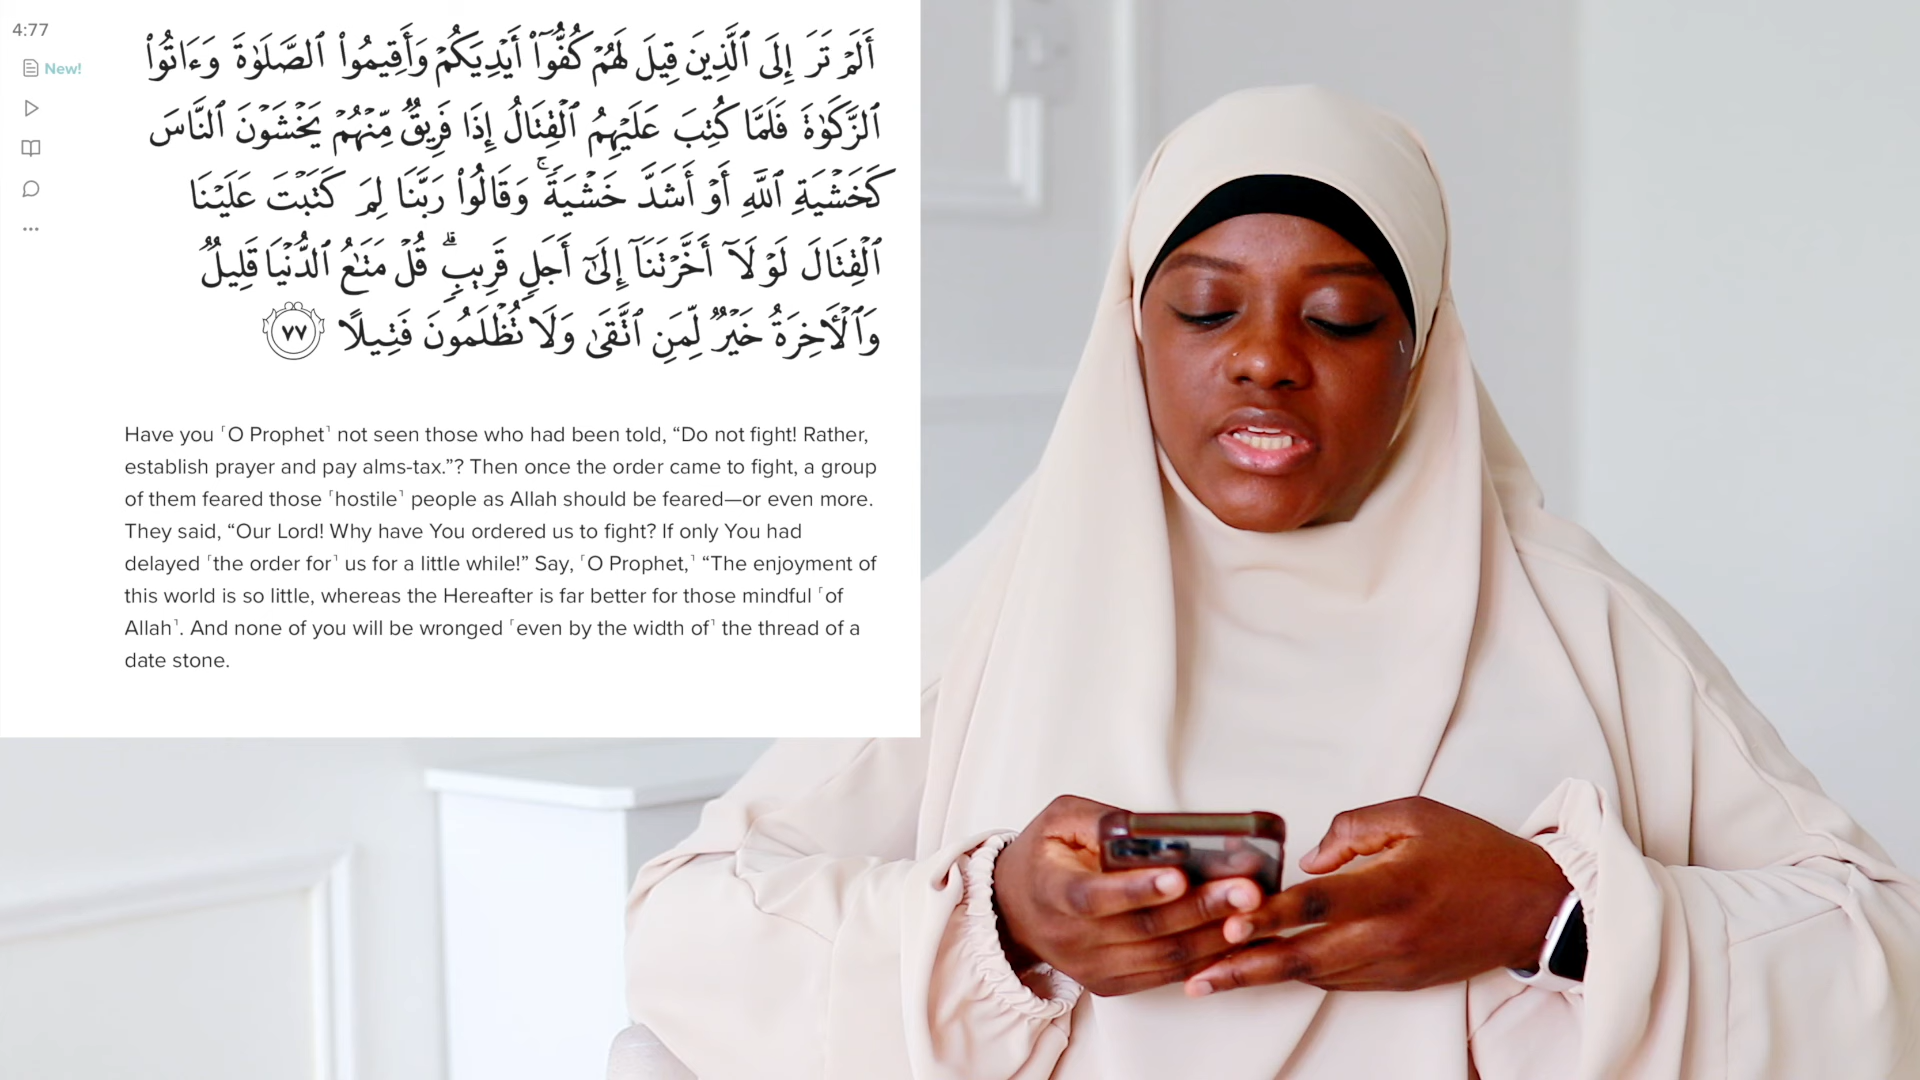 4:77
New!
أَلَمۡ تَرَ إِلَى ٱلَّذِينَ قِيلَ لَهُمۡ كُفُّوٓاْ أَيۡدِيَكُمۡ وَأَقِيمُواْ ٱلصَّلَوٰةَ وَءَاتُواْ
ٱلزَّكَوٰةَ فَلَمَّا كُتِبَ عَلَيۡهِمُ ٱلۡقِتَالُ إِذَا فَرِيقٞ مِّنۡهُمۡ يَخۡشَوۡنَ ٱلنَّاسَ
كَخَشۡيَةِ ٱللَّهِ أَوۡ أَشَدَّ خَشۡيَةٗۚ وَقَالُواْ رَبَّنَا لِمَ كَتَبۡتَ عَلَيۡنَا
ٱلۡقِتَالَ لَوۡلَآ أَخَّرۡتَنَآ إِلَىٰٓ أَجَلٖ قَرِيبٖۗ قُلۡ مَتَٰعُ ٱلدُّنۡيَا قَلِيلٞ
وَٱلۡأٓخِرَةُ خَيۡرٞ لِّمَنِ ٱتَّقَىٰ وَلَا تُظۡلَمُونَ فَتِيلًا ٧٧
Have you ˹O Prophet˺ not seen those who had been told, “Do not fight! Rather,
establish prayer and pay alms-tax.”? Then once the order came to fight, a group
of them feared those ˹hostile˺ people as Allah should be feared—or even more.
They said, “Our Lord! Why have You ordered us to fight? If only You had
delayed ˹the order for˺ us for a little while!” Say, ˹O Prophet,˺ “The enjoyment of
this world is so little, whereas the Hereafter is far better for those mindful ˹of
Allah˺. And none of you will be wronged ˹even by the width of˺ the thread of a
date stone.